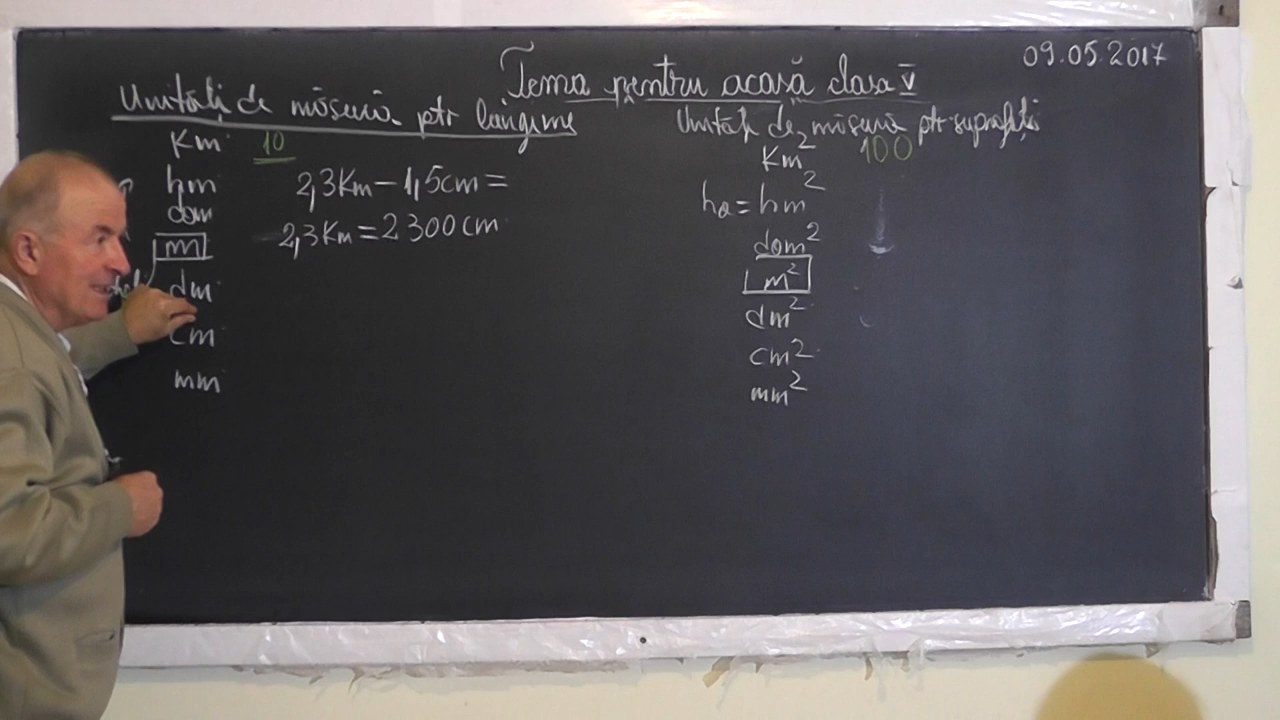 09.05.2017
Tema pentru acasă clasa V
Unități de măsură ptr lungime
Km 10
hm 2,3Km-1,5cm=
dam
2,3Km=2300cm
m
dm
cm
mm
Unități de măsură ptr suprafeți
Km² 100
ha=hm²
dam²
m²
dm²
cm²
mm²